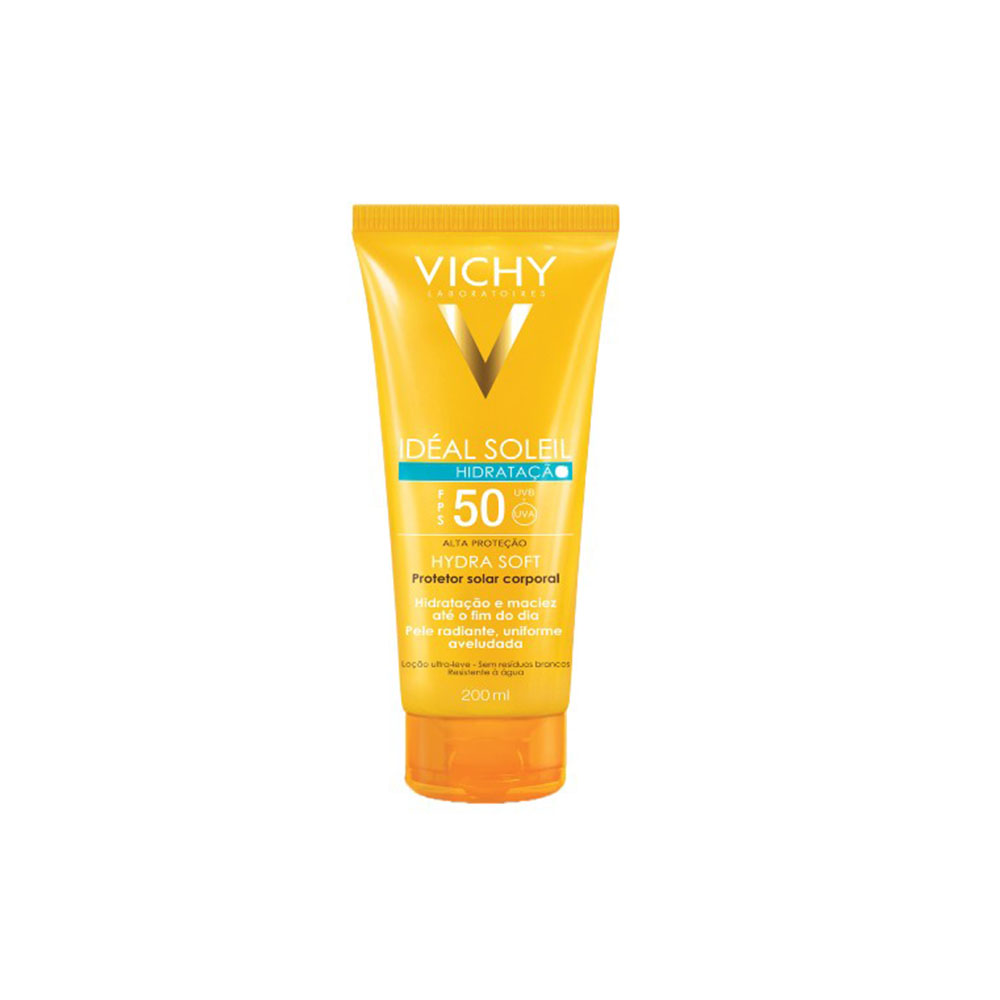 VICHY
LABORATOIRES
IDÉAL SOLEIL
HIDRATAÇÃO
FPS 50 UVB + UVA
ALTA PROTEÇÃO
HYDRA SOFT
Protetor solar corporal
Hidratação e maciez
até o fim do dia
Pele radiante, uniforme
aveludada
Loção ultra-leve - Sem resíduos brancos
Resistente à água
200 ml